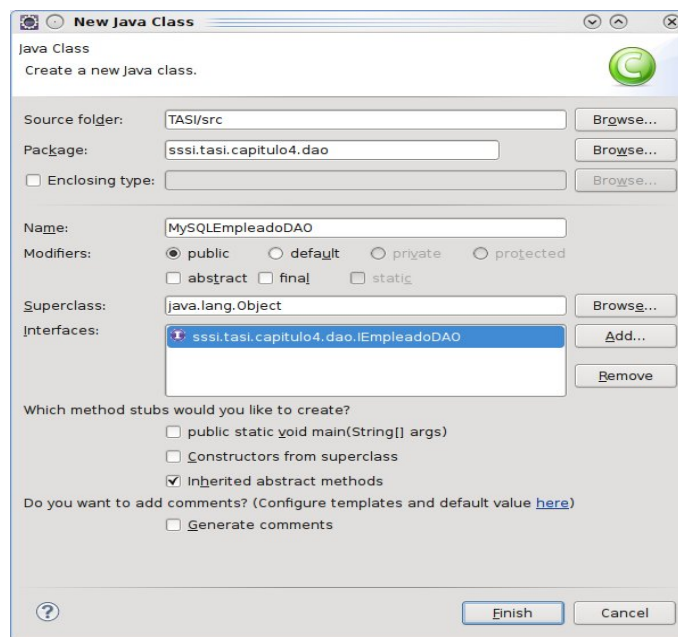 New Java Class
Java Class
Create a new Java class.
Source folder: TASI/src Browse...
Package: sssi.tasi.capitulo4.dao Browse...
Enclosing type: Browse...
Name: MySQLEmpleadoDAO
Modifiers: public default private protected
abstract final static
Superclass: java.lang.Object Browse...
Interfaces: sssi.tasi.capitulo4.dao.IEmpleadoDAO Add...
Remove
Which method stubs would you like to create?
public static void main(String[] args)
Constructors from superclass
Inherited abstract methods
Do you want to add comments? (Configure templates and default value here)
Generate comments
? Finish Cancel